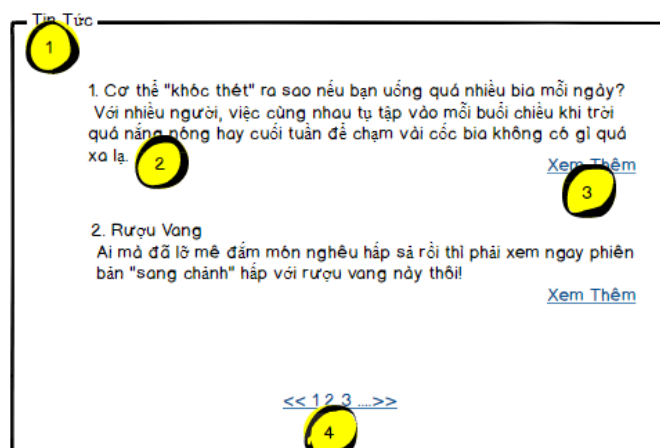 Tin Tức
1
1. Cơ thể "khóc thét" ra sao nếu bạn uống quá nhiều bia mỗi ngày?
Với nhiều người, việc cùng nhau tụ tập vào mỗi buổi chiều khi trời
quá nắng nóng hay cuối tuần để chạm vài cốc bia không có gì quá
xa lạ.
2
Xem Thêm
3
2. Rượu Vang
Ai mà đã lỡ mê đắm món nghêu hấp sả rồi thì phải xem ngay phiên
bản "sang chảnh" hấp với rượu vang này thôi!
Xem Thêm
<< 1 2 3 ....>>
4